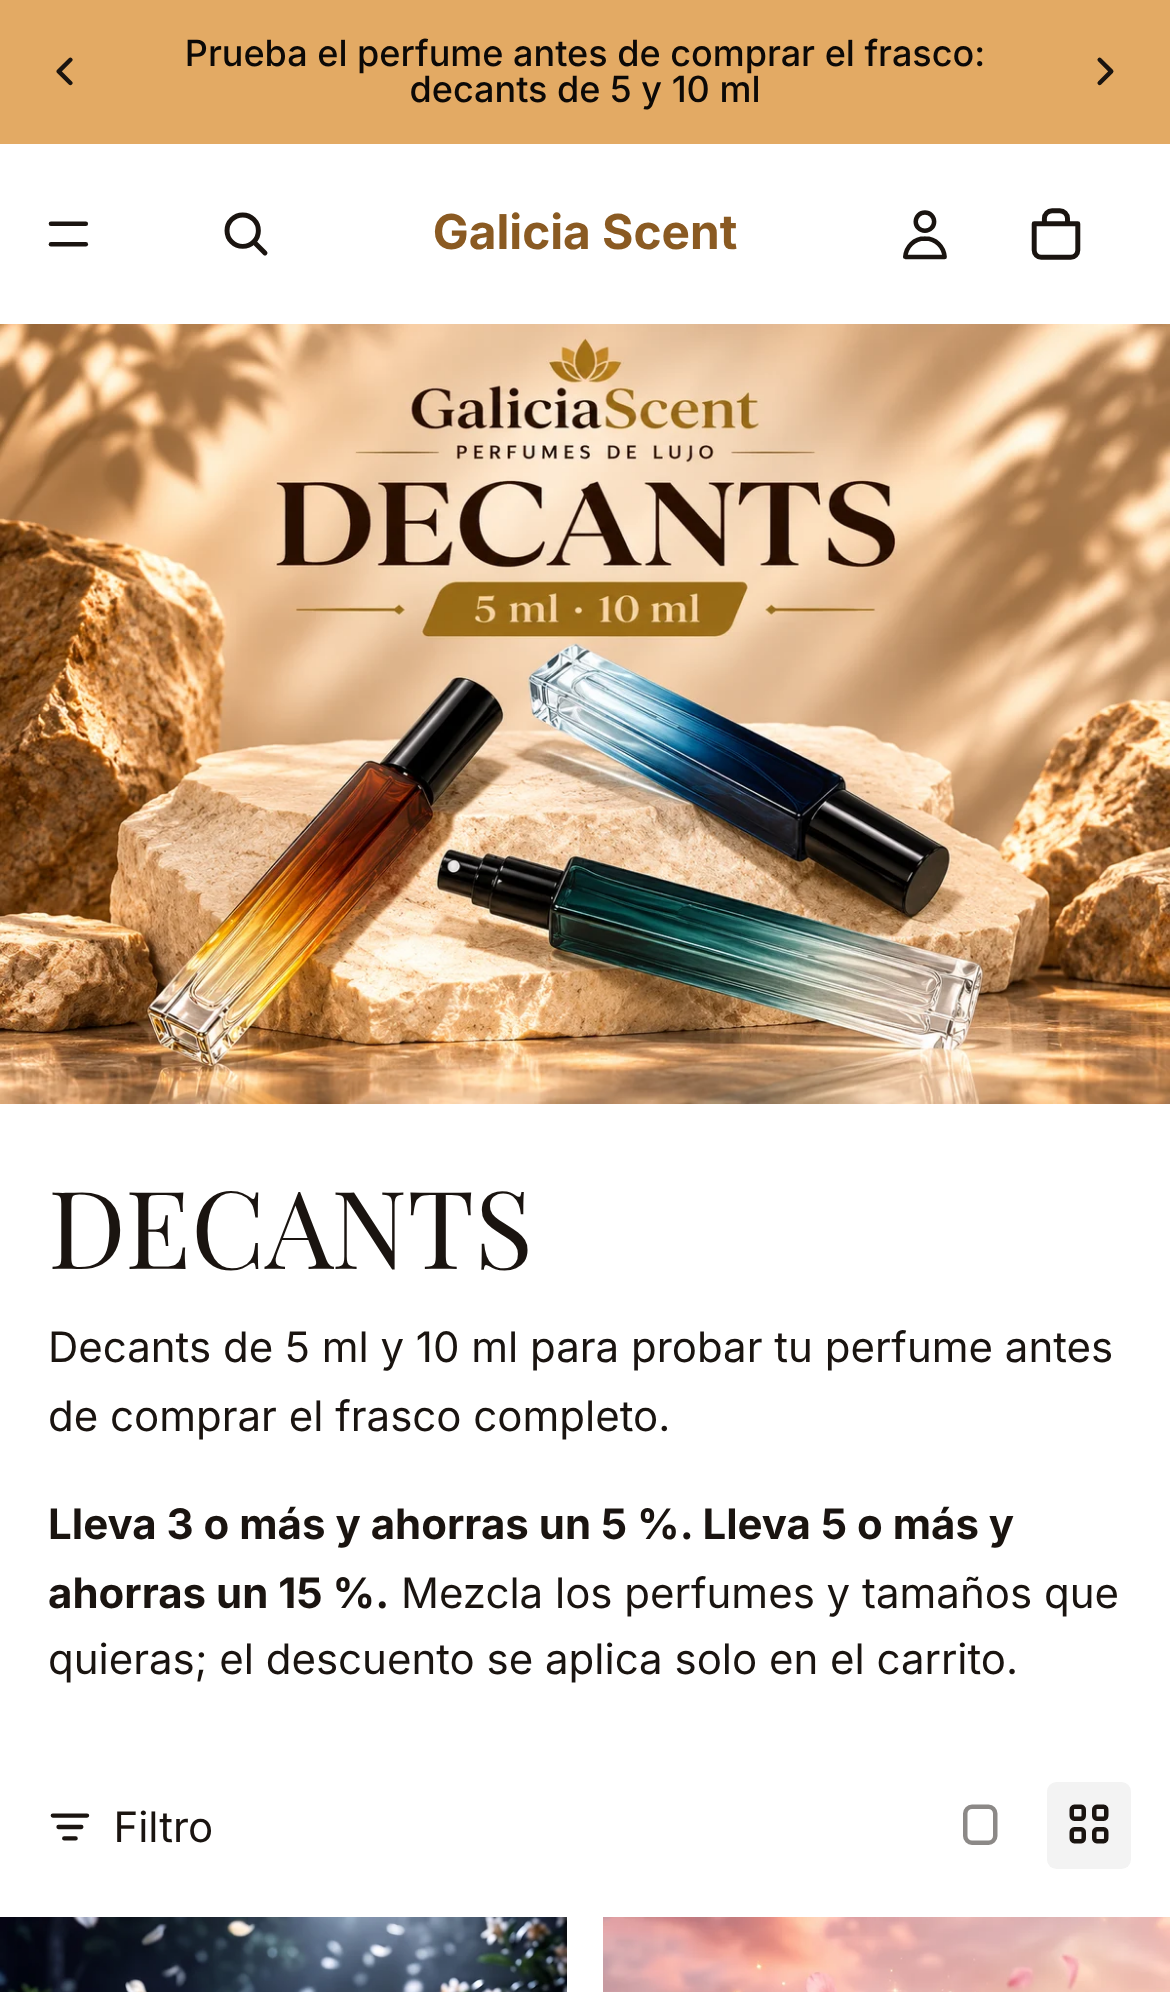 Prueba el perfume antes de comprar el frasco:
decants de 5 y 10 ml
Galicia Scent
GaliciaScent
PERFUMES DE LUJO
DECANTS
5 ml · 10 ml
DECANTS
Decants de 5 ml y 10 ml para probar tu perfume antes
de comprar el frasco completo.
Lleva 3 o más y ahorras un 5 %. Lleva 5 o más y
ahorras un 15 %. Mezcla los perfumes y tamaños que
quieras; el descuento se aplica solo en el carrito.
Filtro